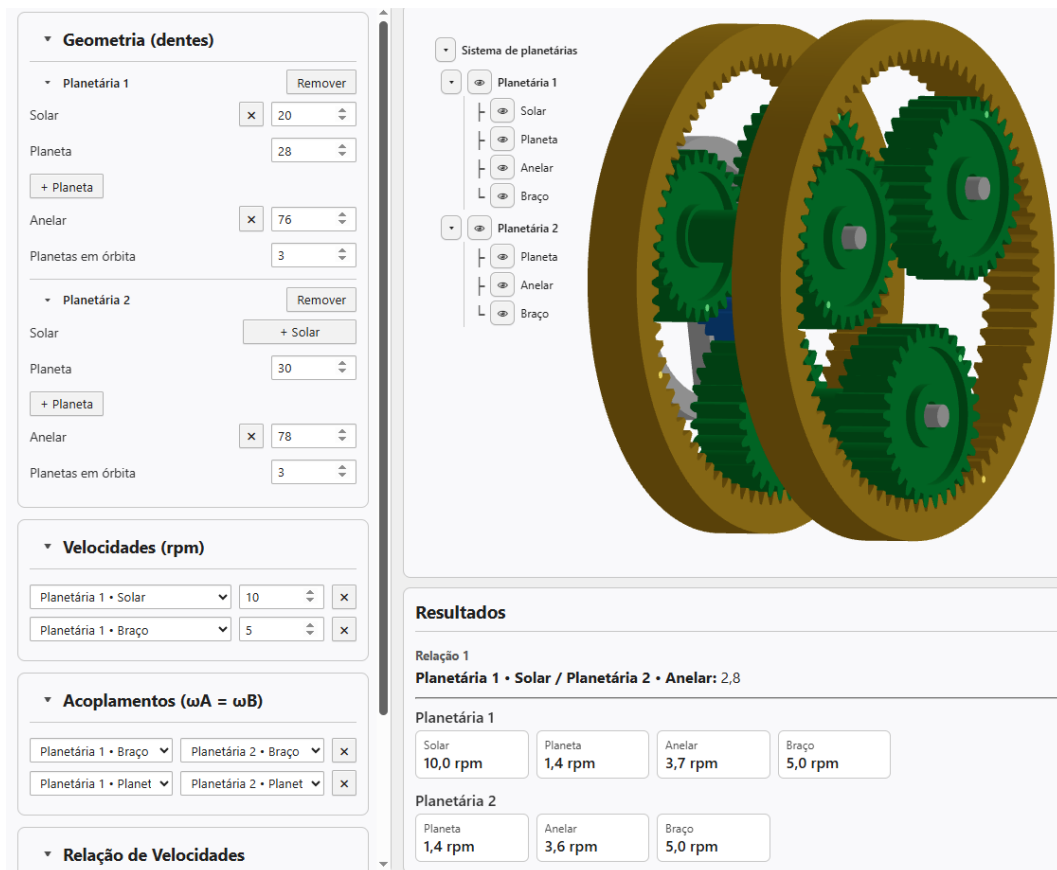 Geometria (dentes)
Planetária 1 Remover
Solar × 20
Planeta 28
+ Planeta
Anelar × 76
Planetas em órbita 3
Planetária 2 Remover
Solar + Solar
Planeta 30
+ Planeta
Anelar × 78
Planetas em órbita 3
Velocidades (rpm)
Planetária 1 • Solar 10 ×
Planetária 1 • Braço 5 ×
Acoplamentos (ωA = ωB)
Planetária 1 • Braço Planetária 2 • Braço ×
Planetária 1 • Planet Planetária 2 • Planet ×
Relação de Velocidades
Sistema de planetárias
Planetária 1
Solar
Planeta
Anelar
Braço
Planetária 2
Planeta
Anelar
Braço
Resultados
Relação 1
Planetária 1 • Solar / Planetária 2 • Anelar: 2,8
Planetária 1
Solar Planeta Anelar Braço
10,0 rpm 1,4 rpm 3,7 rpm 5,0 rpm
Planetária 2
Planeta Anelar Braço
1,4 rpm 3,6 rpm 5,0 rpm